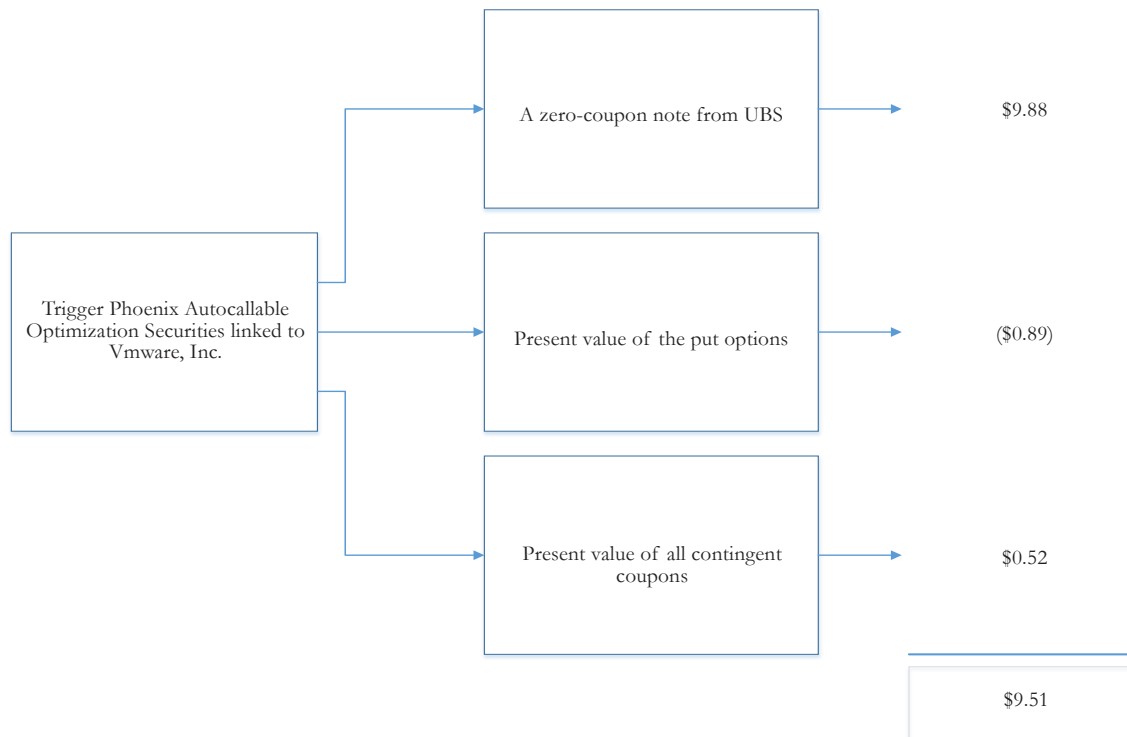 A zero-coupon note from UBS
$9.88
Trigger Phoenix Autocallable
Optimization Securities linked to
Vmware, Inc.
Present value of the put options
($0.89)
Present value of all contingent
coupons
$0.52
$9.51